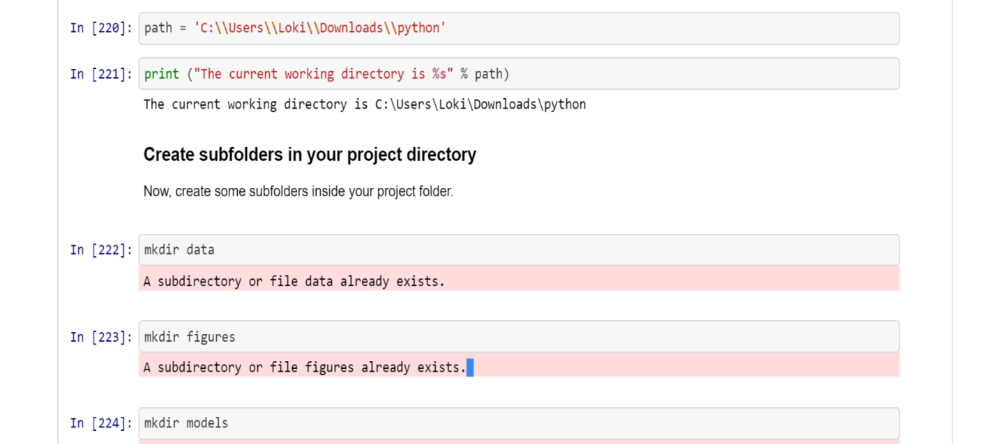 In [220]: path = 'C:\\Users\\Loki\\Downloads\\python'
In [221]: print ("The current working directory is %s" % path)
The current working directory is C:\Users\Loki\Downloads\python
Create subfolders in your project directory
Now, create some subfolders inside your project folder.
In [222]: mkdir data
A subdirectory or file data already exists.
In [223]: mkdir figures
A subdirectory or file figures already exists.
In [224]: mkdir models